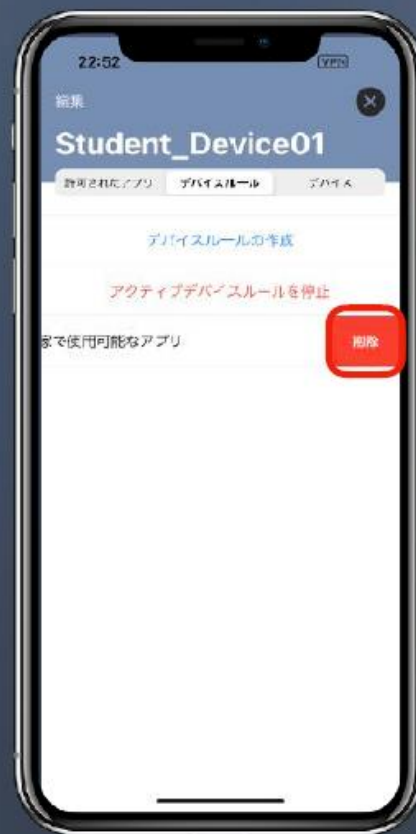 22:52
VPN
編集
Student_Device01
許可されたアプリ デバイスルール デバイス
デバイスルールの作成
アクティブデバイスルールを停止
家で使用可能なアプリ 削除